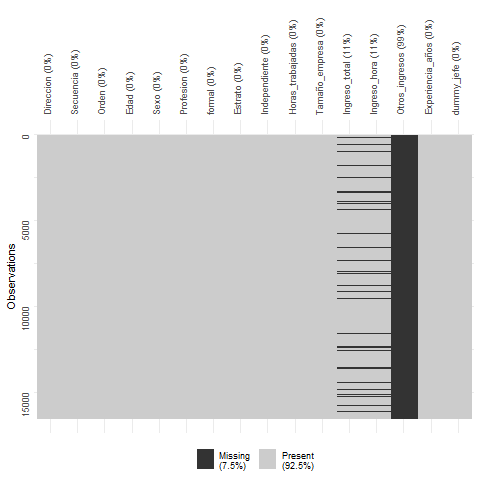 Direccion (0%)
Secuencia (0%)
Orden (0%)
Edad (0%)
Sexo (0%)
Profesion (0%)
formal (0%)
Estrato (0%)
Independiente (0%)
Horas_trabajadas (0%)
Tamaño_empresa (0%)
Ingreso_total (11%)
Ingreso_hora (11%)
Otros_ingresos (99%)
Experiencia_años (0%)
dummy_jefe (0%)
0
5000
10000
15000
Observations
Missing
(7.5%)
Present
(92.5%)